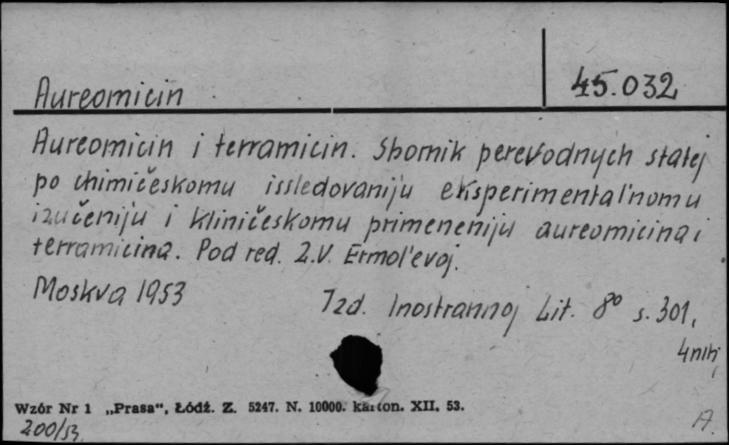 Aureomicin
45.032
Aureomicin i terramicin. Sbornik perevodnych statej
po chimičeskomu issledovaniju eksperimental'nomu
izučeniju i kliničeskomu primeneniju aureomicina i
terramicina. Pod red. Z.V. Ermol'evoj.
Moskva 1953 Izd. Inostrannoj Lit. 8º s. 301,
4nlb
Wzór Nr 1 „Prasa“, Łódź. Z. 5247. N. 10000. karton. XII. 53.
200/53
A.